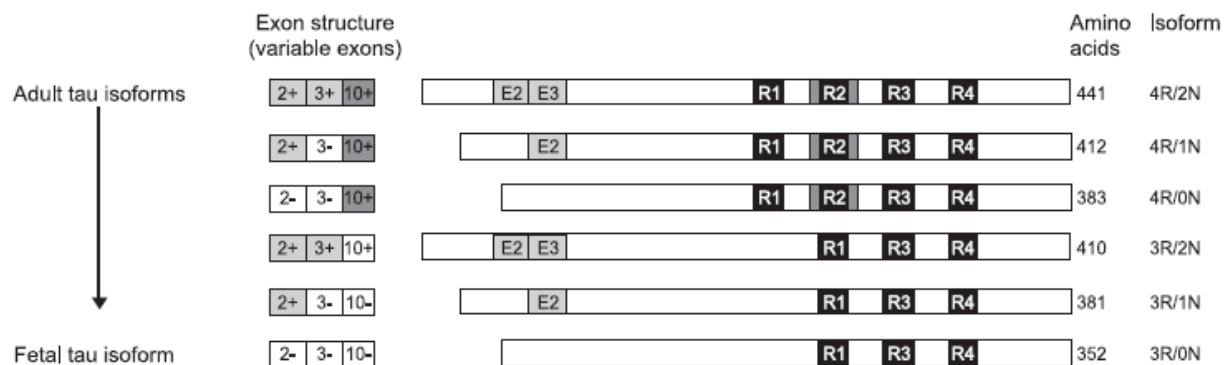 Exon structure Amino Isoform
(variable exons) acids
Adult tau isoforms 2+ 3+ 10+ E2 E3 R1 R2 R3 R4 441 4R/2N
2+ 3- 10+ E2 R1 R2 R3 R4 412 4R/1N
2- 3- 10+ R1 R2 R3 R4 383 4R/0N
2+ 3+ 10+ E2 E3 R1 R3 R4 410 3R/2N
2+ 3- 10- E2 R1 R3 R4 381 3R/1N
Fetal tau isoform 2- 3- 10- R1 R3 R4 352 3R/0N